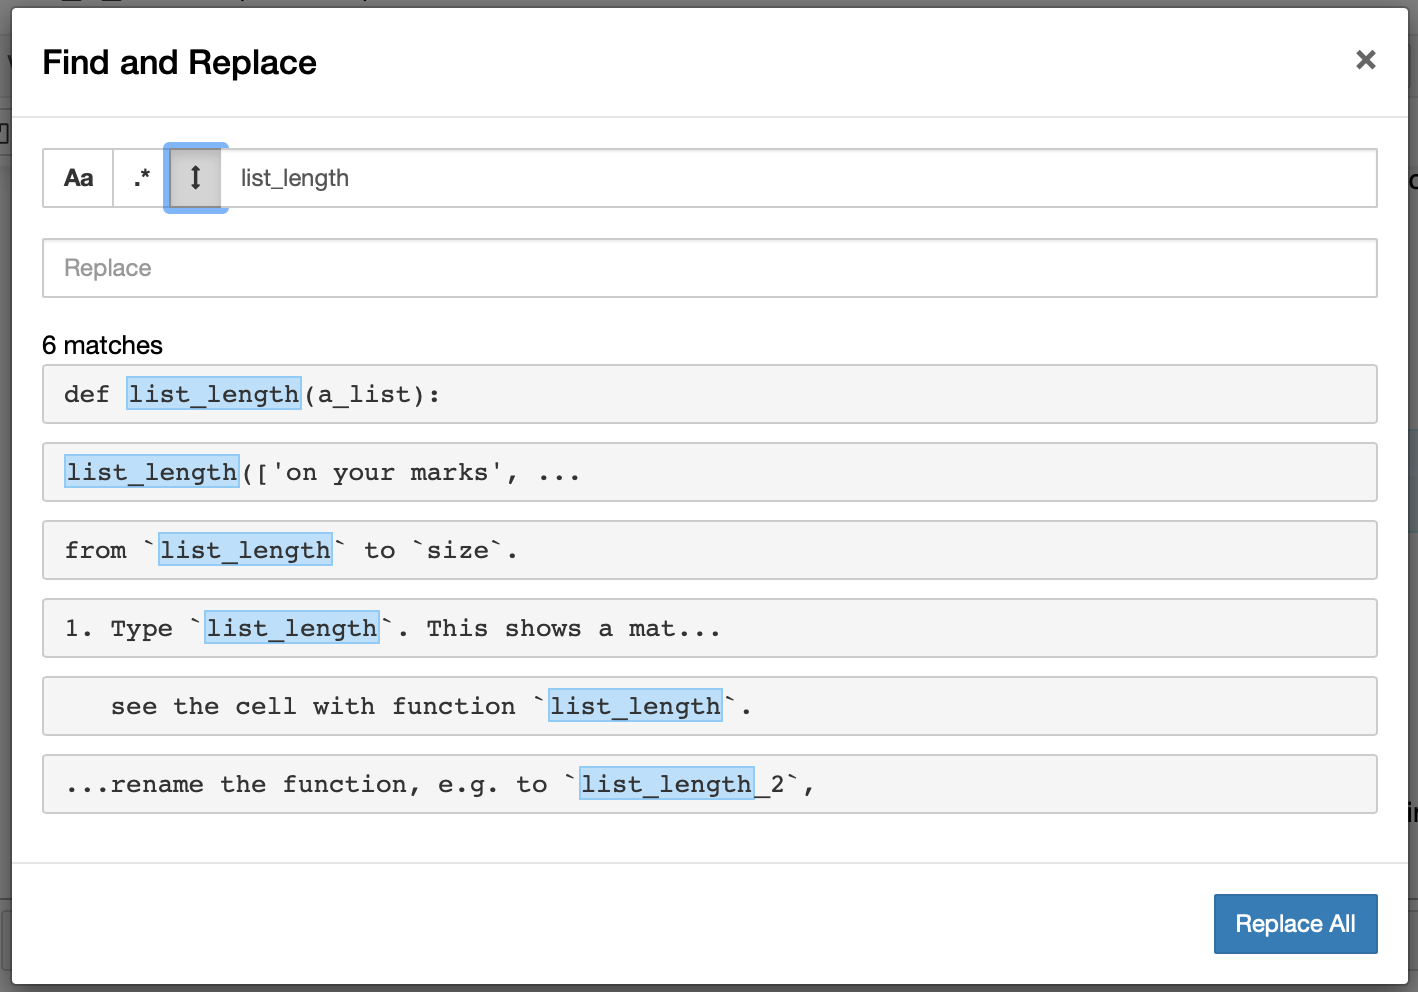 Find and Replace
×
Aa .* list_length
Replace
6 matches
def list_length(a_list):
list_length(['on your marks', ...
from `list_length` to `size`.
1. Type `list_length`. This shows a mat...
see the cell with function `list_length`.
...rename the function, e.g. to `list_length_2`,
Replace All